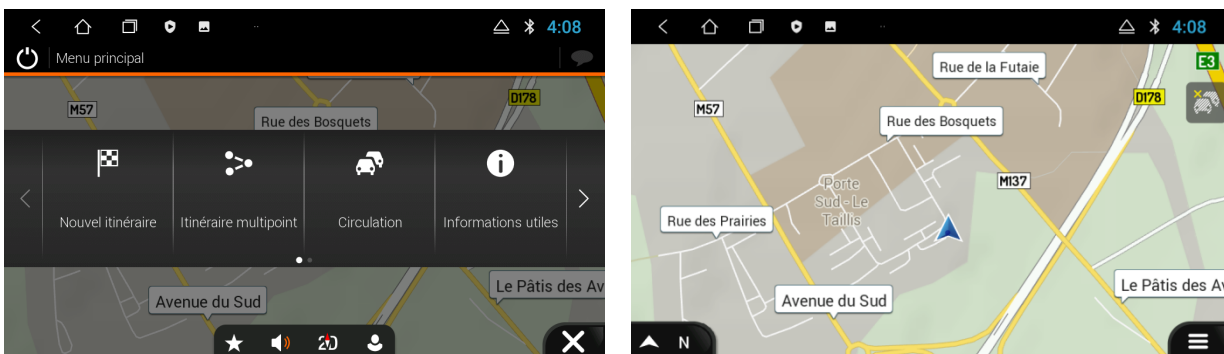 4:08
Menu principal
M57
D178
Rue des Bosquets
Nouvel itinéraire
Itinéraire multipoint
Circulation
Informations utiles
Le Pâtis des Av
Avenue du Sud
2D
4:08
E3
Rue de la Futaie
D178
M57
Rue des Bosquets
M137
Porte
Sud - Le
Taillis
Rue des Prairies
Le Pâtis des Av
Avenue du Sud
N